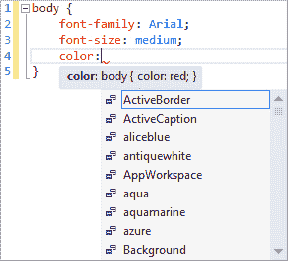 1 body {
2 font-family: Arial;
3 font-size: medium;
4 color:
5 }
color: body { color: red; }
ActiveBorder
ActiveCaption
aliceblue
antiquewhite
AppWorkspace
aqua
aquamarine
azure
Background